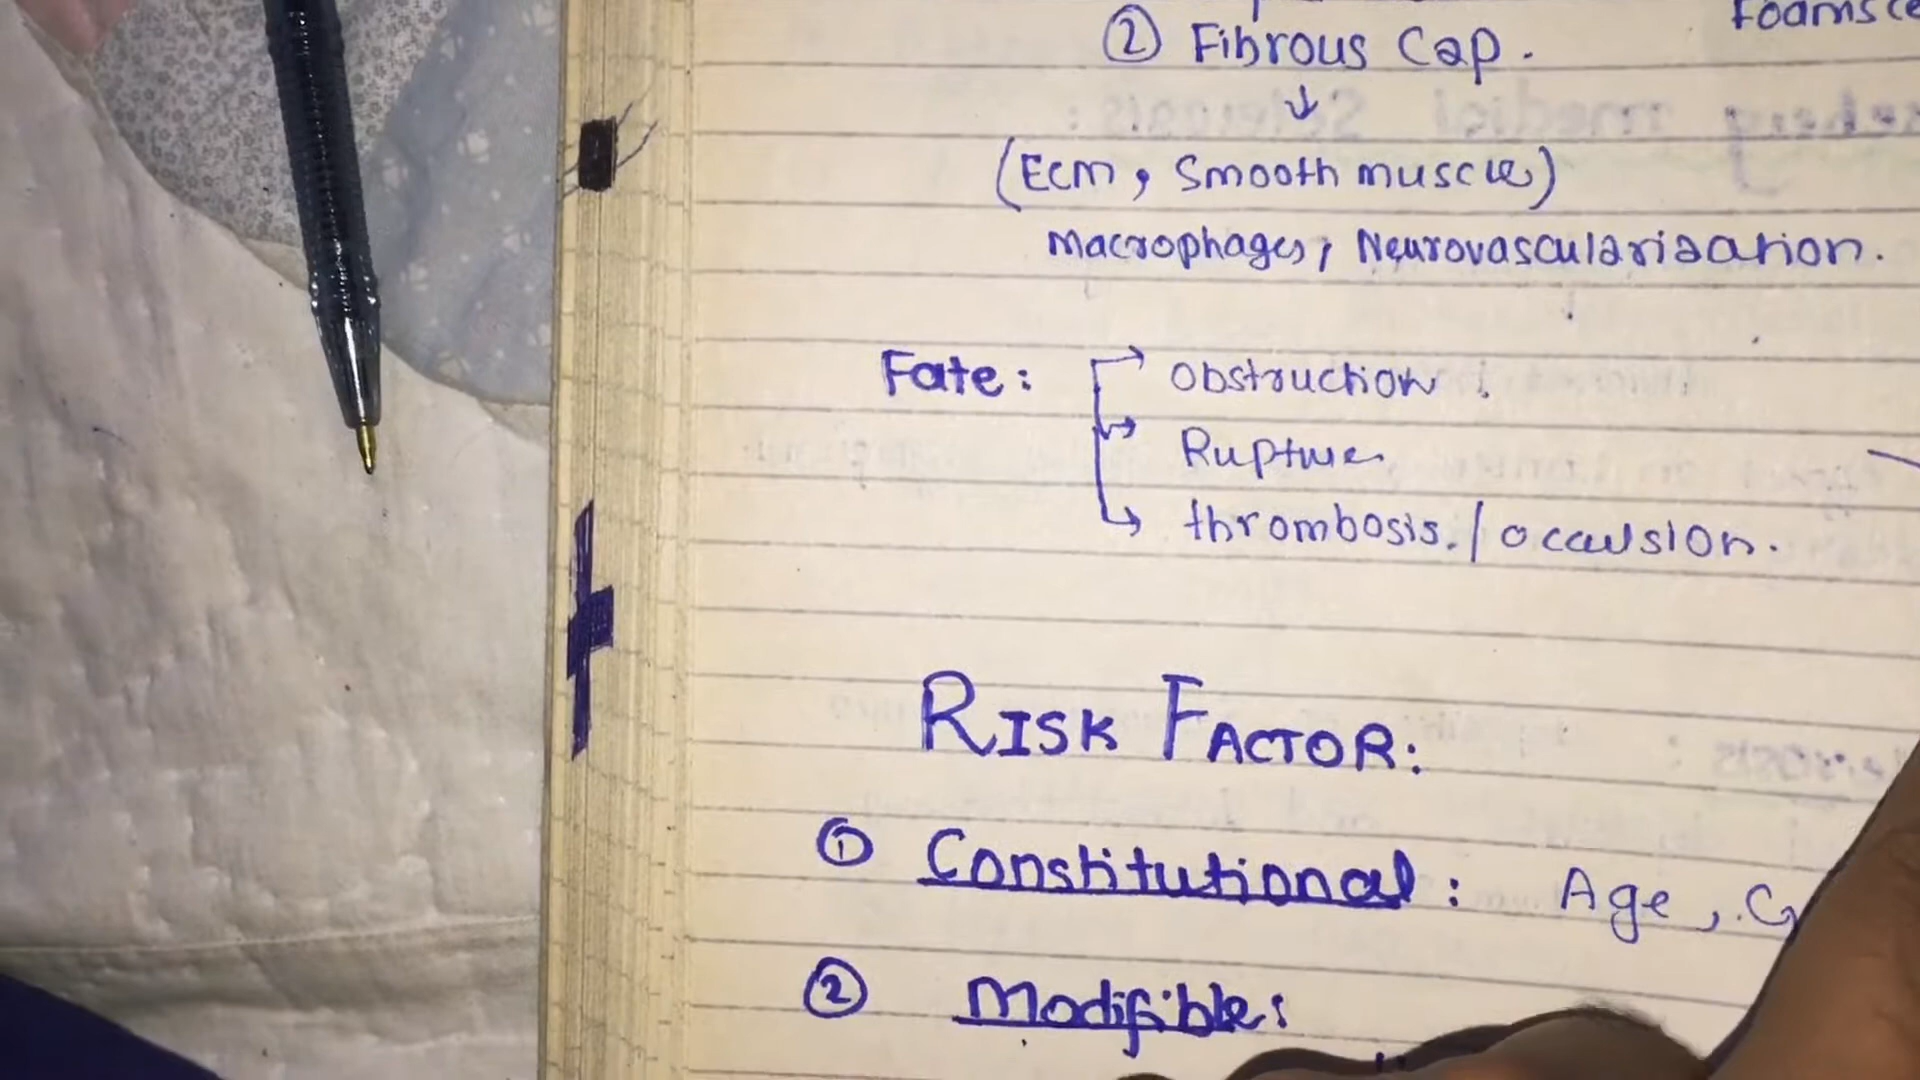 ② Fibrous Cap.
↓
(Ecm, Smooth muscle)
macrophages, Neurovascularization.
Fate: → obstruction
→ Rupture
→ thrombosis. / occulsion.
RISK FACTOR:
① Constitutional: Age,
② Modifible: